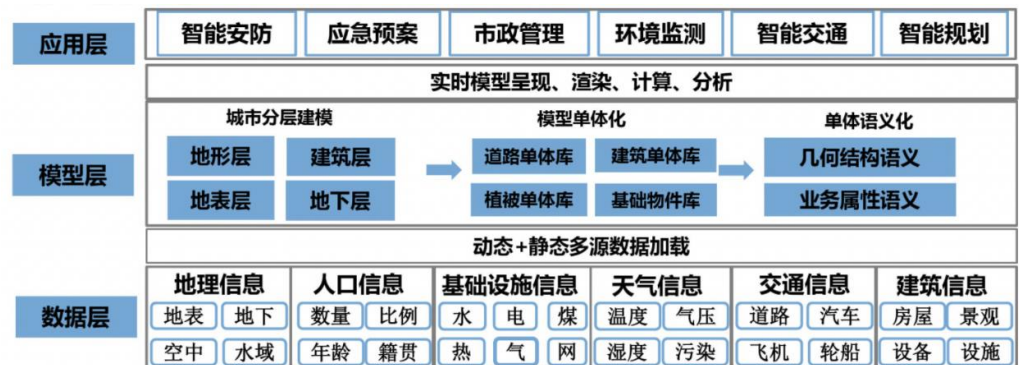 应用层
智能安防 应急预案 市政管理 环境监测 智能交通 智能规划
实时模型呈现、渲染、计算、分析
模型层
城市分层建模 模型单体化 单体语义化
地形层 建筑层 道路单体库 建筑单体库 几何结构语义
地表层 地下层 植被单体库 基础物件库 业务属性语义
动态+静态多源数据加载
数据层
地理信息 人口信息 基础设施信息 天气信息 交通信息 建筑信息
地表 地下 数量 比例 水 电 煤 温度 气压 道路 汽车 房屋 景观
空中 水域 年龄 籍贯 热 气 网 湿度 污染 飞机 轮船 设备 设施